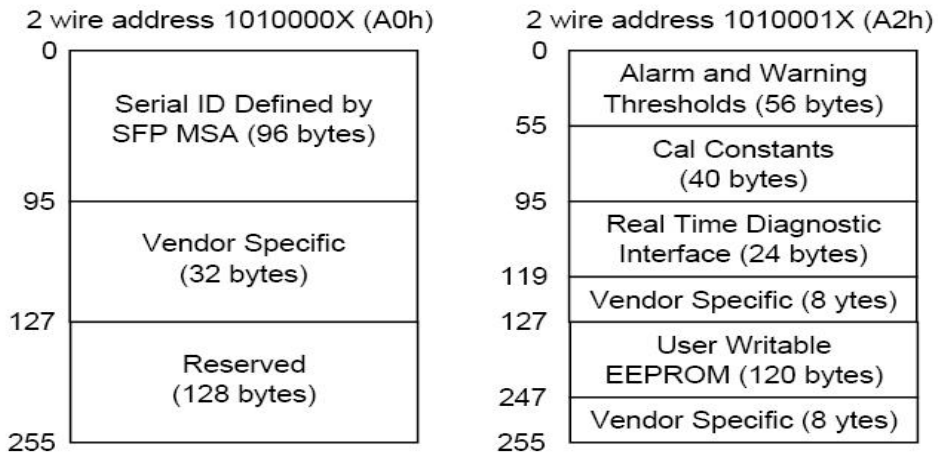 2 wire address 1010000X (A0h)
0
Serial ID Defined by
SFP MSA (96 bytes)
95
Vendor Specific
(32 bytes)
127
Reserved
(128 bytes)
255
2 wire address 1010001X (A2h)
0
Alarm and Warning
Thresholds (56 bytes)
55
Cal Constants
(40 bytes)
95
Real Time Diagnostic
Interface (24 bytes)
119
Vendor Specific (8 ytes)
127
User Writable
EEPROM (120 bytes)
247
Vendor Specific (8 ytes)
255